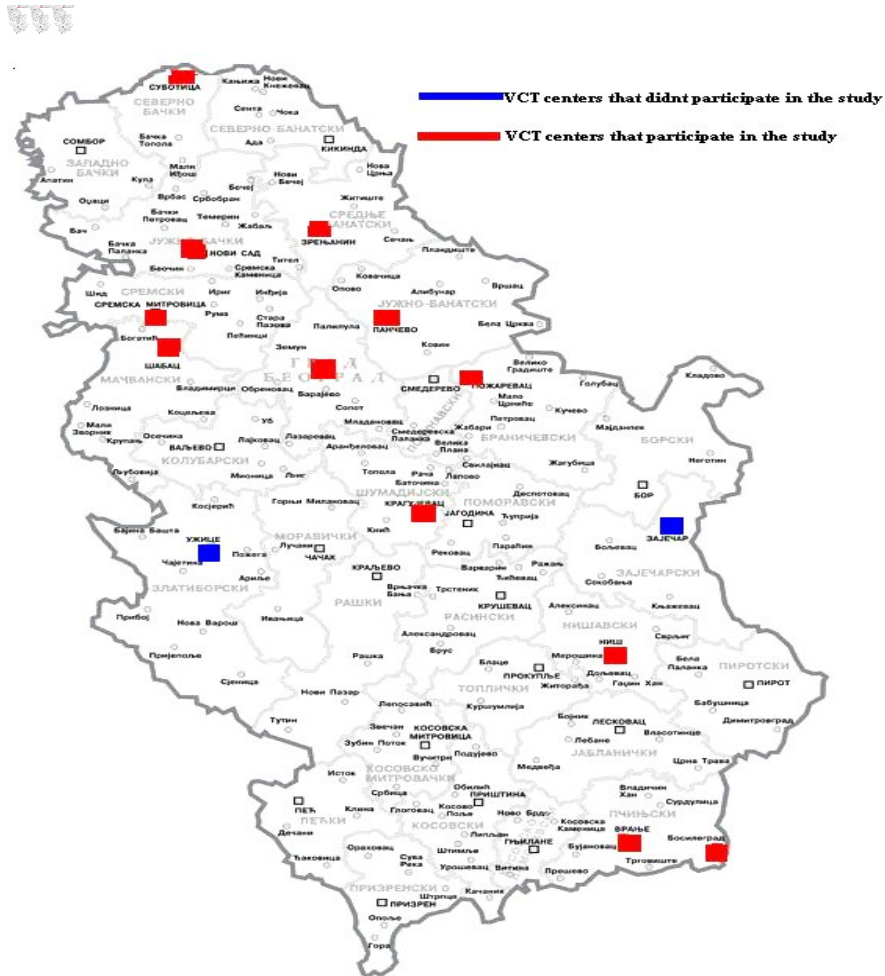 СУБОТИЦА
Кањижа
Нови Кнежевац
СЕВЕРНО БАЧКИ
Сента
Чока
VCT centers that didnt participate in the study
СЕВЕРНО БАНАТСКИ
VCT centers that participate in the study
СОМБОР
Бачка Топола
Ада
КИКИНДА
ЗАПАДНО БАЧКИ
Мали Иђош
Нова Црња
Апатин
Кула
Бечеј
Нови Бечеј
Врбас
Србобран
Житиште
Оџаци
Бачки Петровац
Темерин
Жабаљ
СРЕДЊЕ БАНАТСКИ
Бач
ЗРЕЊАНИН
Сечањ
ЈУЖНО БАЧКИ
Бачка Паланка
НОВИ САД
Тител
Пландиште
Беочин
Сремска Каменица
Ковачица
Вршац
Шид
СРЕМСКИ
Ириг
Инђија
Опово
Алибунар
СРЕМСКА МИТРОВИЦА
ЈУЖНО-БАНАТСКИ
Рума
Стара Пазова
Палилула
ПАНЧЕВО
Бела Црква
Богатић
Пећинци
Земун
Ковин
ШАБАЦ
ГРАД БЕОГРАД
Велико Градиште
МАЧВАНСКИ
СМЕДЕРЕВО
ПОЖАРЕВАЦ
Голубац
Кладово
Владимирци
Обреновац
Барајево
Мало Црниће
Лозница
Коцељева
Уб
Сопот
Кучево
Младеновац
Петровац
Мајданпек
Мали Зворник
Крупањ
Осечина
Лајковац
Лазаревац
Смедеревска Паланка
Жабари
БРАНИЧЕВСКИ
БОРСКИ
ВАЉЕВО
Аранђеловац
Велика Плана
КОЛУБАРСКИ
Свилајнац
Жагубица
Неготин
Љубовија
Мионица
Љиг
Топола
Рача
Лапово
Баточина
БОР
ШУМАДИЈСКИ
Деспотовац
Косјерић
Горњи Милановац
КРАГУЈЕВАЦ
ПОМОРАВСКИ
ЈАГОДИНА
Бајина Башта
Кнић
Ћуприја
ЗАЈЕЧАР
МОРАВИЧКИ
УЖИЦЕ
Лучани
ЧАЧАК
Параћин
Бољевац
Пожега
Рековац
Чајетина
КРАЉЕВО
Варварин
Ражањ
ЗАЈЕЧАРСКИ
Ариље
Ћићевац
ЗЛАТИБОРСКИ
Врњачка Бања
Трстеник
Сокобања
РАШКИ
КРУШЕВАЦ
Алексинац
Књажевац
Прибој
Нова Варош
Ивањица
РАСИНСКИ
НИШАВСКИ
Александровац
Сврљиг
НИШ
Пријепоље
Рашка
Брус
Блаце
Мерошина
Бела Паланка
ПИРОТСКИ
Сјеница
ПРОКУПЉЕ
Дољевац
Житорађа
Гаџин Хан
ПИРОТ
Нови Пазар
ТОПЛИЧКИ
Лепосавић
Куршумлија
Бабушница
Тутин
Звечан
КОСОВСКА МИТРОВИЦА
Бојник
ЛЕСКОВАЦ
Димитровград
Зубин Поток
Подујево
Лебане
Власотинце
Вучитрн
ЈАБЛАНИЧКИ
КОСОВСКО МИТРОВАЧКИ
Медвеђа
Црна Трава
Исток
Србица
Обилић
Владичин Хан
ПРИШТИНА
Сурдулица
ПЕЋ
Клина
Глоговац
Косово Поље
Ново Брдо
ПЧИЊСКИ
ПЕЋКИ
КОСОВСКИ
Косовска Каменица
ВРАЊЕ
Дечани
Липљан
ГЊИЛАНЕ
Босилеград
Ораховац
Штимље
Бујановац
Ђаковица
Сува Река
Урошевац
Витина
Трговиште
Прешево
ПРИЗРЕНСКИ
Штрпца
Качаник
ПРИЗРЕН
Опоље
Гора